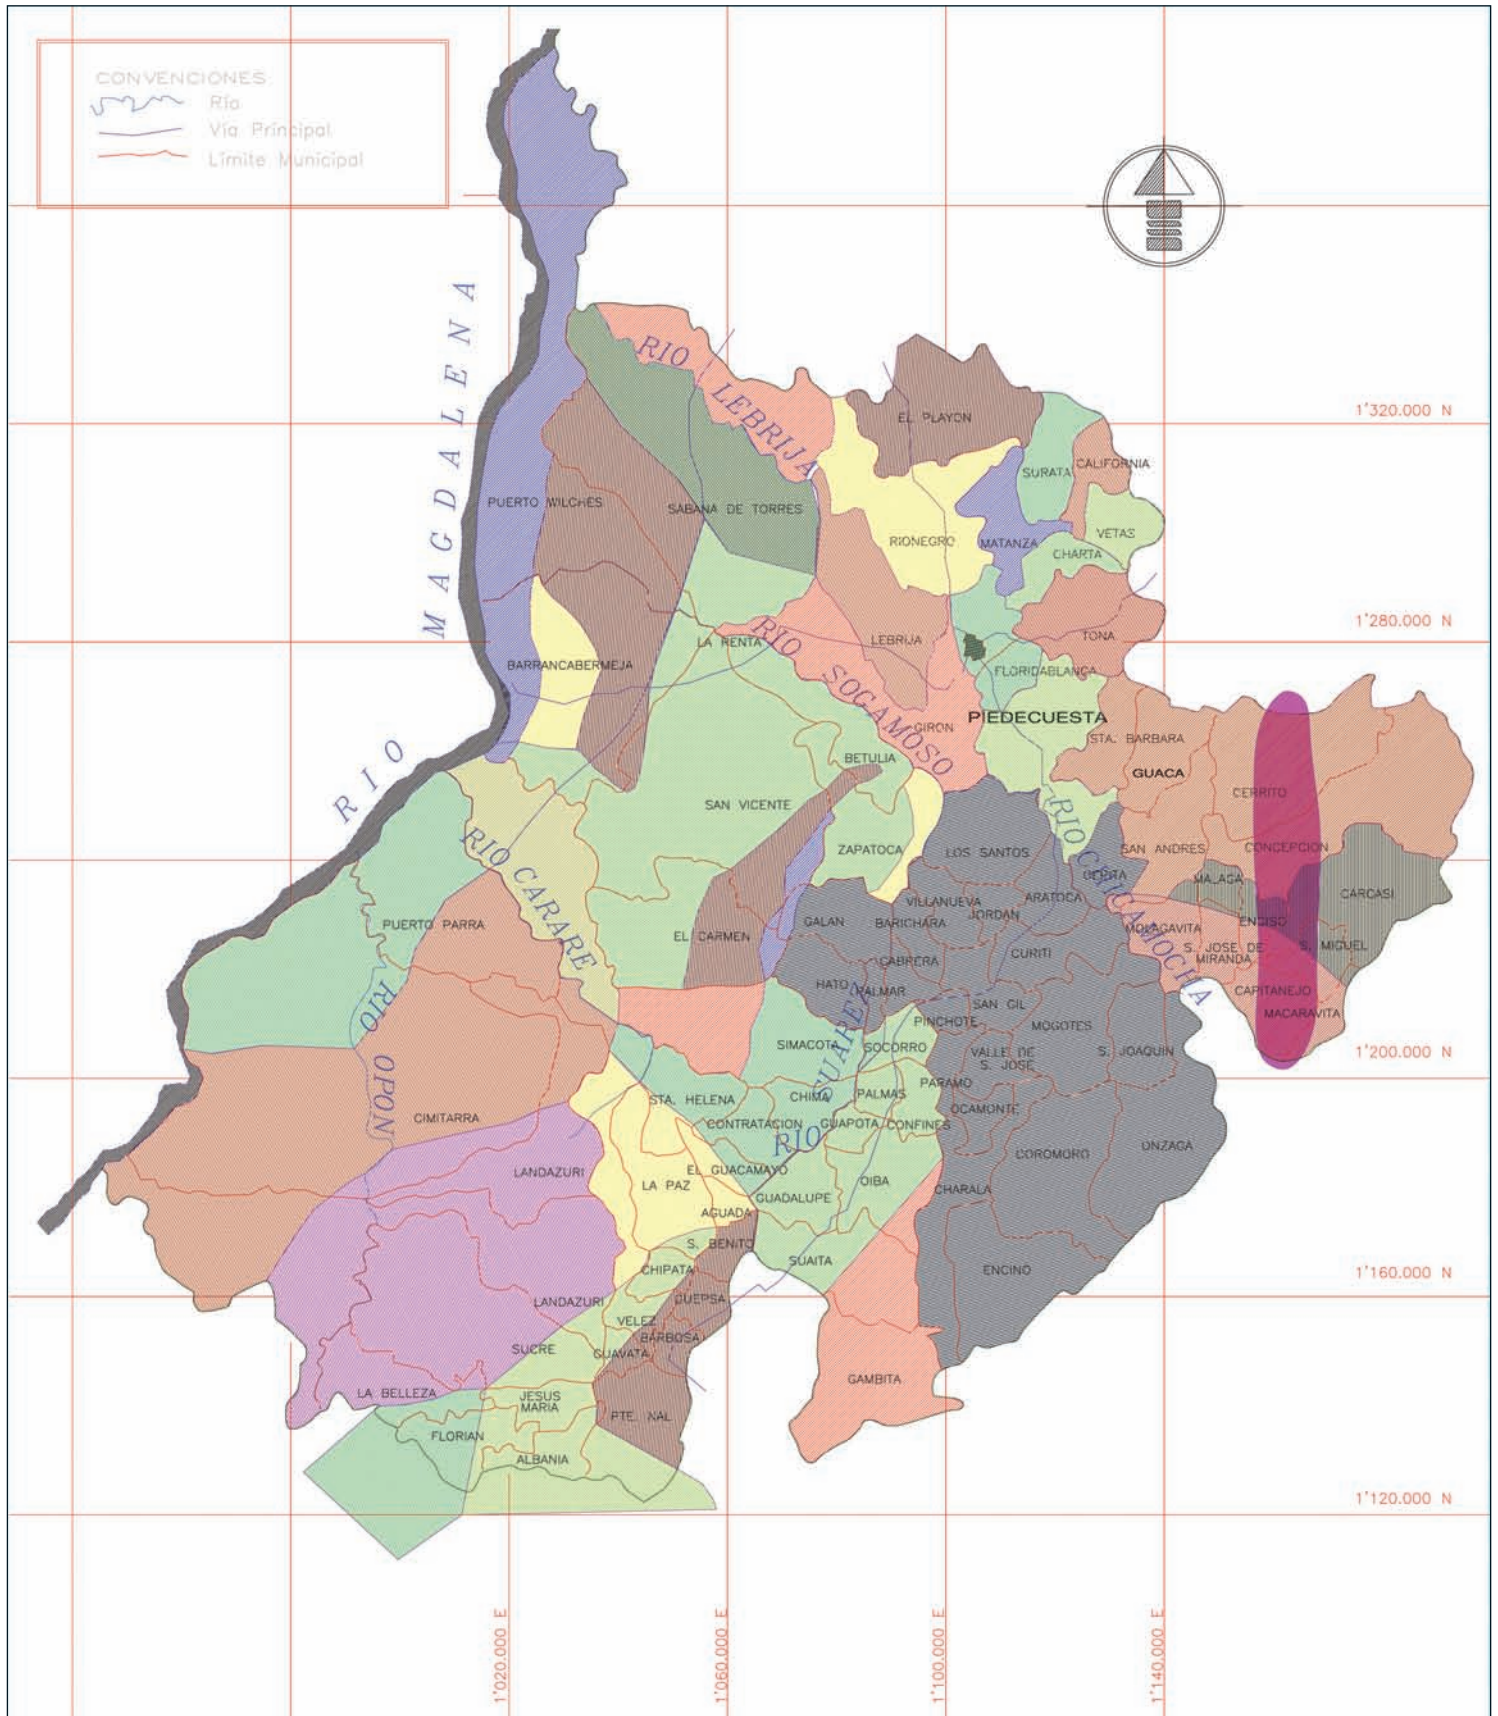 CONVENCIONES
Ría
Vía Principal
Límite Municipal
RIO MAGDALENA
RIO LEBRIJA
EL PLAYON
1'320.000 N
SURATA
CALIFORNIA
PUERTO WILCHES
SABANA DE TORRES
RIONEGRO
MATANZA
VETAS
CHARTA
1'280.000 N
LA RENTA
RIO SOGAMOSO
LEBRIJA
TONA
BARRANCABERMEJA
FLORIDABLANCA
PIEDECUESTA
GIRON
STA. BARBARA
BETULIA
GUACA
SAN VICENTE
CERRITO
RIO CARARE
ZAPATOCA
LOS SANTOS
RIO CHICAMOCHA
SAN ANDRES
CONCEPCION
CEPITA
MALAGA
CARCASI
PUERTO PARRA
EL CARMEN
GALAN
VILLANUEVA
BARICHARA
JORDAN
ARATOCA
MOLAGAVITA
ENCISO
S. JOSE DE
MIRANDA
S. MIGUEL
CABRERA
CURITI
HATO
PALMAR
CAPITANEJO
MACARAVITA
SAN GIL
PINCHOTE
MOGOTES
RIO OPON
SIMACOTA
SOCORRO
VALLE DE
S. JOSE
S. JOAQUIN
1'200.000 N
RIO SUAREZ
PARAMO
STA. HELENA
CHIMA
PALMAS
OCAMONTE
CIMITARRA
CONTRATACION
GUAPOTA
CONFINES
COROMORO
ONZAGA
LANDAZURI
EL GUACAMAYO
LA PAZ
OIBA
CHARALA
GUADALUPE
AGUADA
S. BENITO
SUAITA
CHIPATA
ENCINO
1'160.000 N
LANDAZURI
GUEPSA
VELEZ
BARBOSA
SUCRE
GUAVATA
LA BELLEZA
JESUS
MARIA
GAMBITA
PTE. NAL
FLORIAN
ALBANIA
1'120.000 N
1'020.000 E
1'060.000 E
1'100.000 E
1'140.000 E